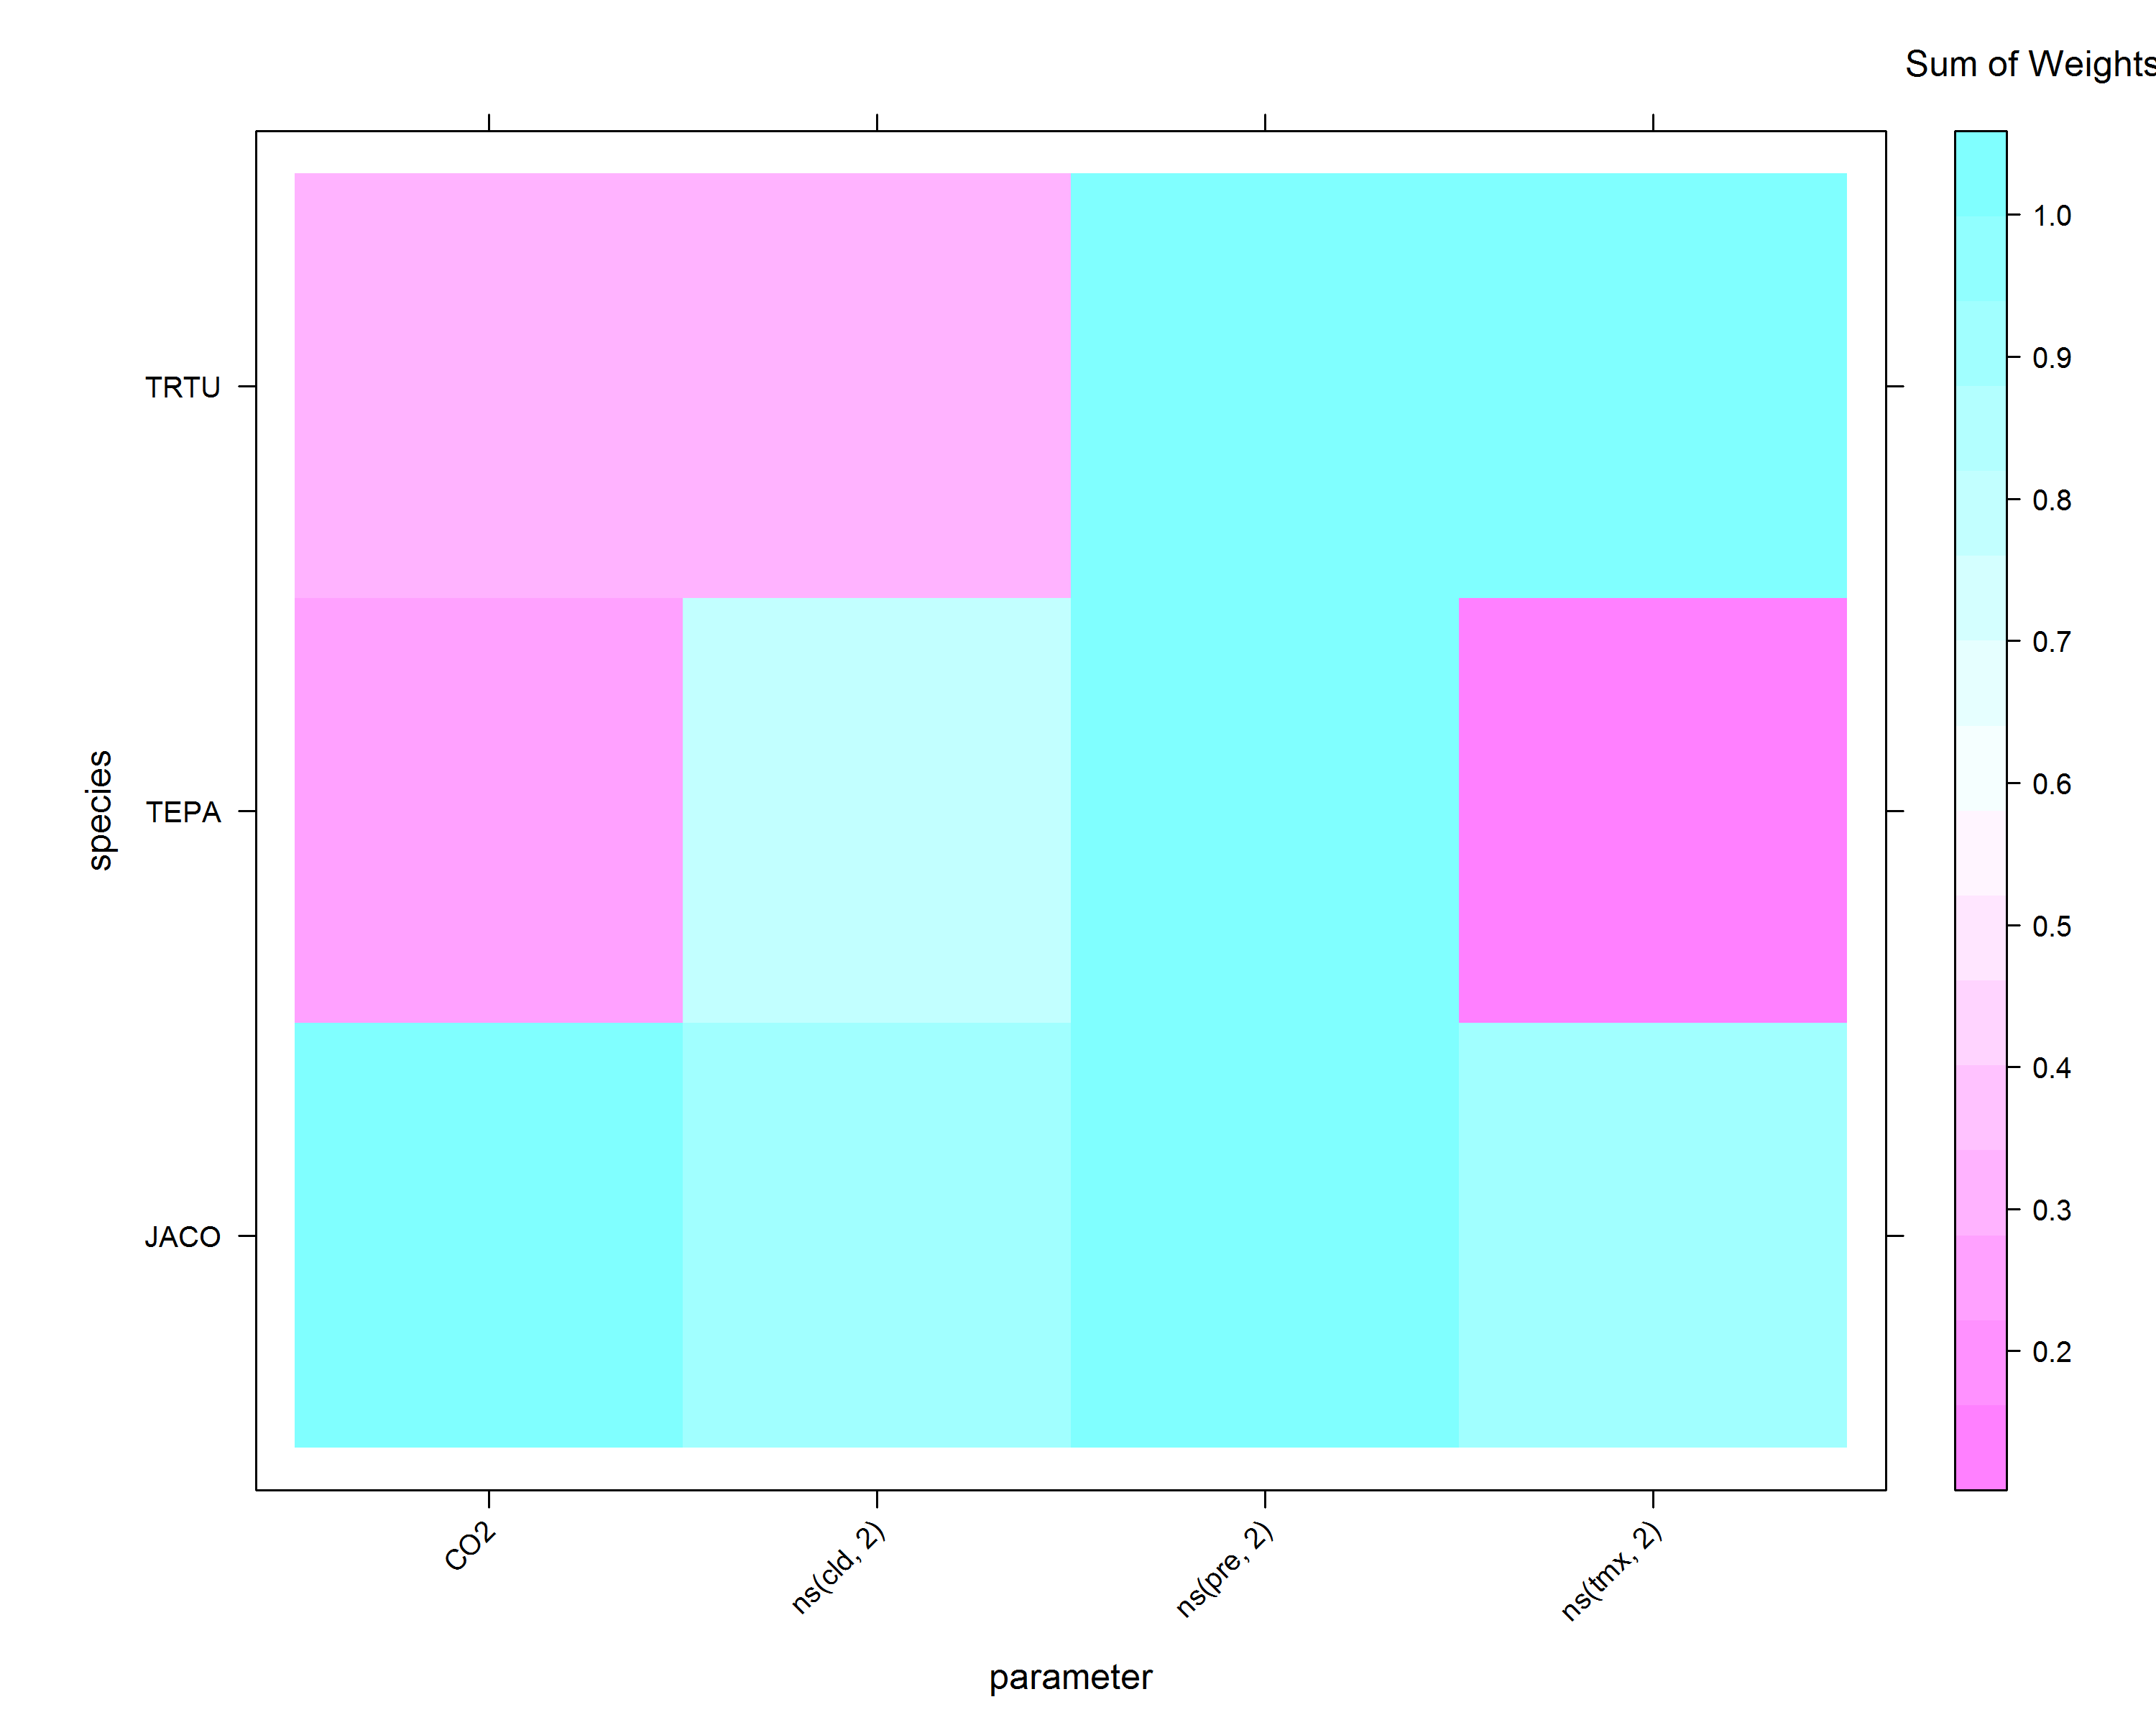 Sum of Weights
1.0
0.9
0.8
0.7
0.6
0.5
0.4
0.3
0.2
species
TRTU
TEPA
JACO
CO2
ns(cld, 2)
ns(pre, 2)
ns(tmx, 2)
parameter